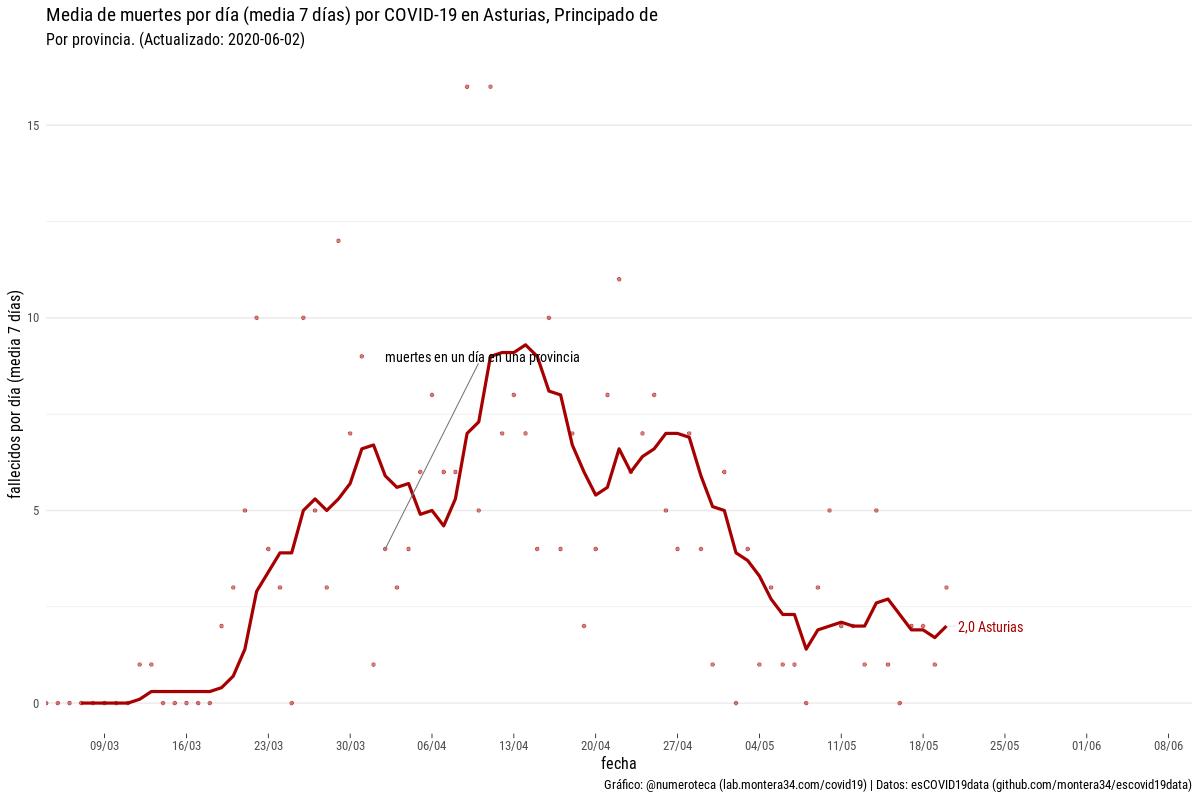 Media de muertes por día (media 7 días) por COVID-19 en Asturias, Principado de
Por provincia. (Actualizado: 2020-06-02)
fallecidos por día (media 7 días)
15
10
5
0
muertes en un día en una provincia
2,0 Asturias
09/03
16/03
23/03
30/03
06/04
13/04
20/04
27/04
04/05
11/05
18/05
25/05
01/06
08/06
fecha
Gráfico: @numeroteca (lab.montera34.com/covid19) | Datos: esCOVID19data (github.com/montera34/escovid19data)